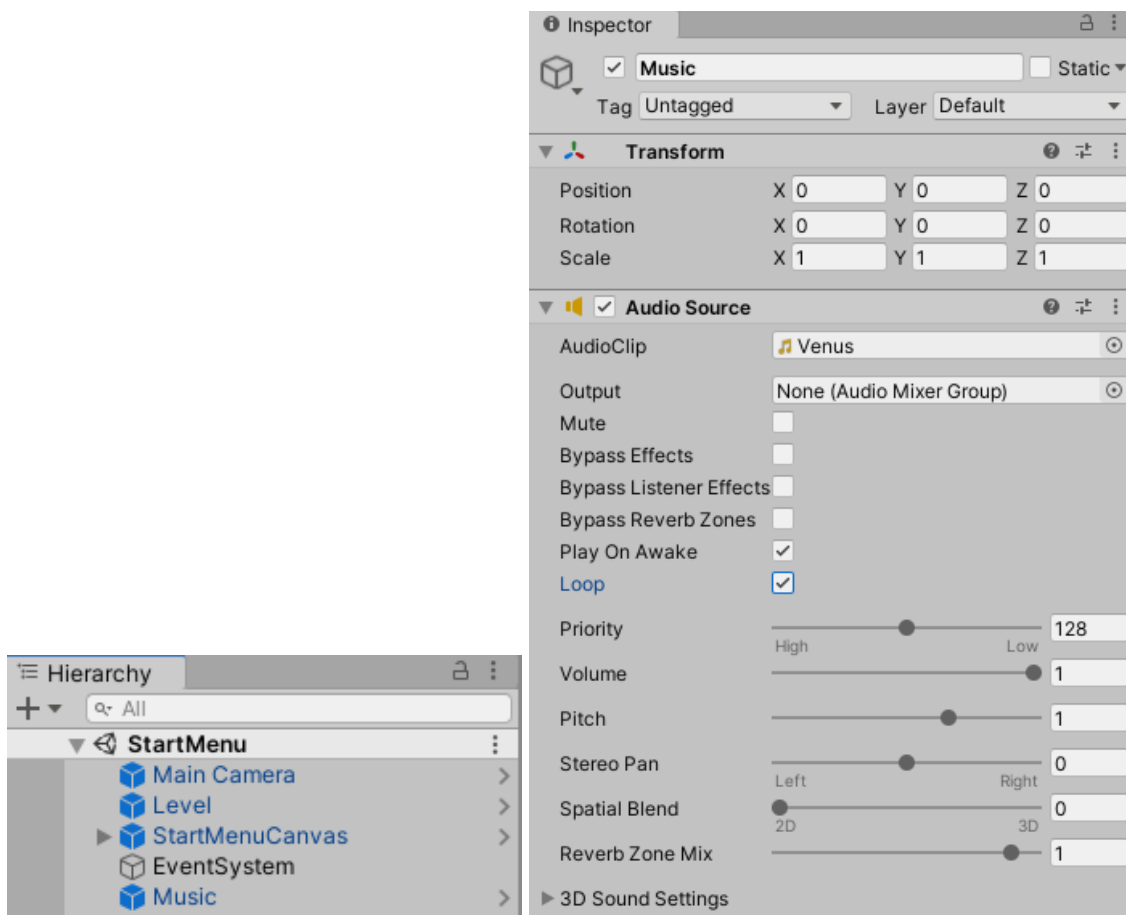 Hierarchy
All
StartMenu
Main Camera
Level
StartMenuCanvas
EventSystem
Music
Inspector
Music Static
Tag Untagged Layer Default
Transform
Position X 0 Y 0 Z 0
Rotation X 0 Y 0 Z 0
Scale X 1 Y 1 Z 1
Audio Source
AudioClip Venus
Output None (Audio Mixer Group)
Mute
Bypass Effects
Bypass Listener Effects
Bypass Reverb Zones
Play On Awake
Loop
Priority 128
High Low
Volume 1
Pitch 1
Stereo Pan 0
Left Right
Spatial Blend 0
2D 3D
Reverb Zone Mix 1
3D Sound Settings